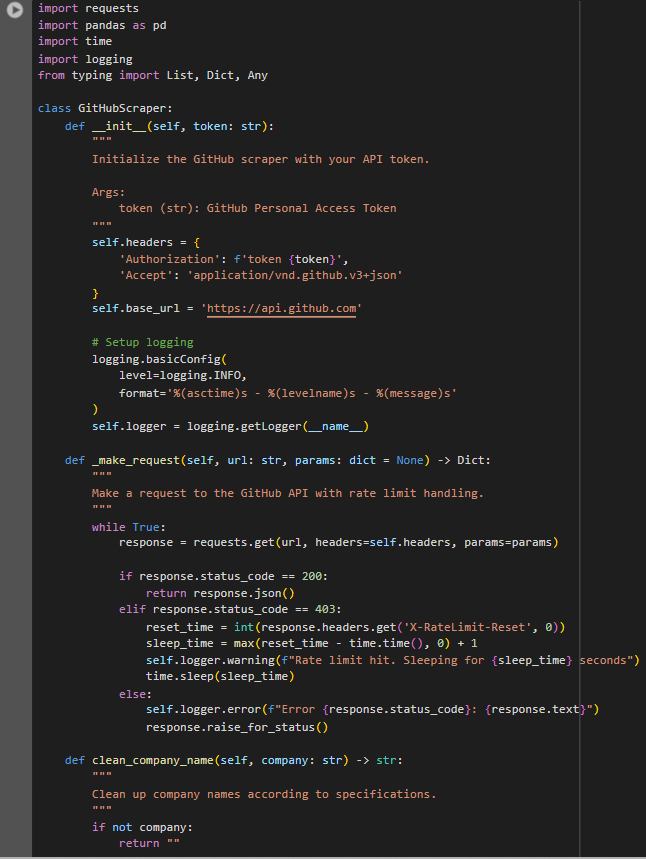 import requests
import pandas as pd
import time
import logging
from typing import List, Dict, Any

class GitHubScraper:
    def __init__(self, token: str):
        """
        Initialize the GitHub scraper with your API token.

        Args:
            token (str): GitHub Personal Access Token
        """
        self.headers = {
            'Authorization': f'token {token}',
            'Accept': 'application/vnd.github.v3+json'
        }
        self.base_url = 'https://api.github.com'

        # Setup logging
        logging.basicConfig(
            level=logging.INFO,
            format='%(asctime)s - %(levelname)s - %(message)s'
        )
        self.logger = logging.getLogger(__name__)

    def _make_request(self, url: str, params: dict = None) -> Dict:
        """
        Make a request to the GitHub API with rate limit handling.
        """
        while True:
            response = requests.get(url, headers=self.headers, params=params)

            if response.status_code == 200:
                return response.json()
            elif response.status_code == 403:
                reset_time = int(response.headers.get('X-RateLimit-Reset', 0))
                sleep_time = max(reset_time - time.time(), 0) + 1
                self.logger.warning(f"Rate limit hit. Sleeping for {sleep_time} seconds")
                time.sleep(sleep_time)
            else:
                self.logger.error(f"Error {response.status_code}: {response.text}")
                response.raise_for_status()

    def clean_company_name(self, company: str) -> str:
        """
        Clean up company names according to specifications.
        """
        if not company:
            return ""